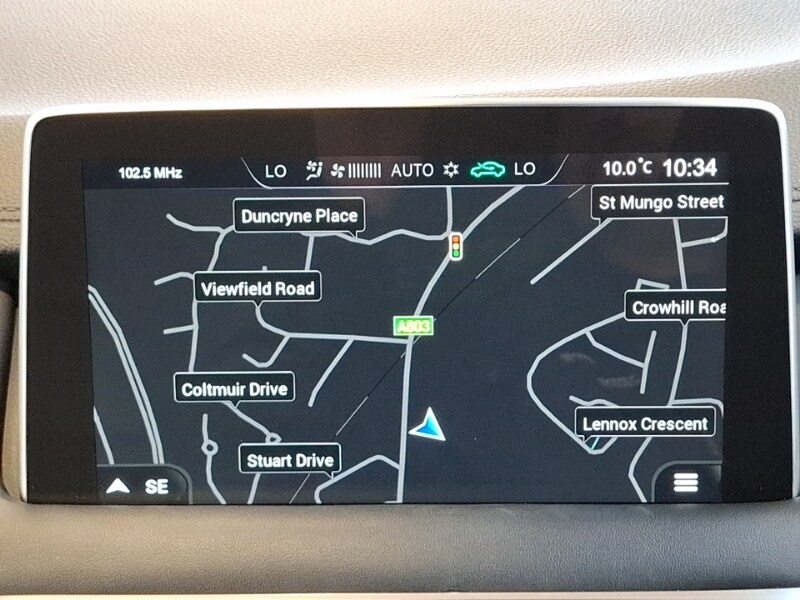 102.5 MHz LO AUTO LO 10.0°C 10:34
St Mungo Street
Duncryne Place
Viewfield Road
Crowhill Roa
A803
Coltmuir Drive
Lennox Crescent
Stuart Drive
SE